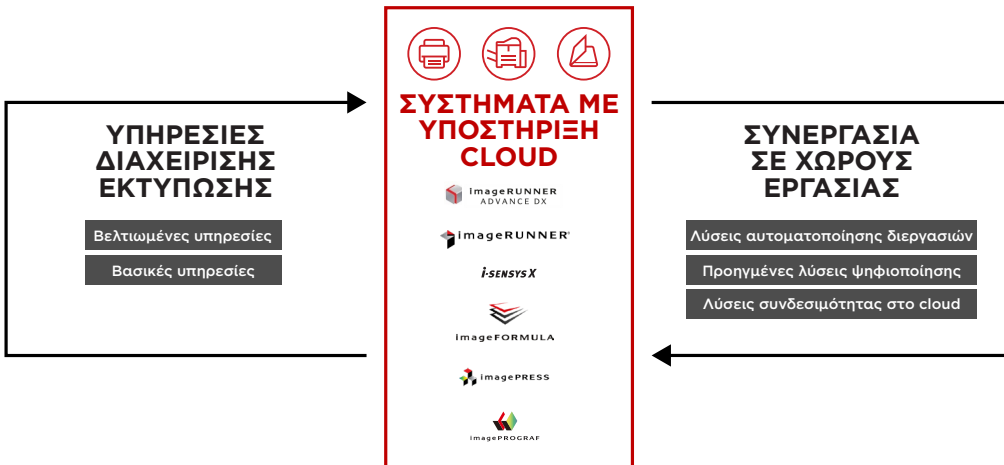 ΥΠΗΡΕΣΙΕΣ
ΔΙΑΧΕΙΡΙΣΗΣ
ΕΚΤΥΠΩΣΗΣ
Βελτιωμένες υπηρεσίες
Βασικές υπηρεσίες
ΣΥΣΤΗΜΑΤΑ ΜΕ
ΥΠΟΣΤΗΡΙΞΗ
CLOUD
imageRUNNER
ADVANCE DX
imageRUNNER
i-SENSYS X
imageFORMULA
imagePRESS
imagePROGRAF
ΣΥΝΕΡΓΑΣΙΑ
ΣΕ ΧΩΡΟΥΣ
ΕΡΓΑΣΙΑΣ
Λύσεις αυτοματοποίησης διεργασιών
Προηγμένες λύσεις ψηφιοποίησης
Λύσεις συνδεσιμότητας στο cloud